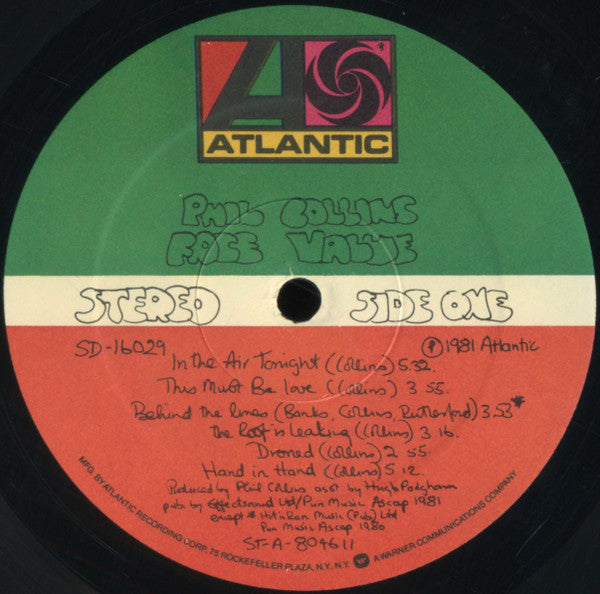 ATLANTIC
PHIL COLLINS
FACE VALUE
STEREO SIDE ONE
SD-16029 Ⓟ1981 Atlantic
In the Air Tonight (Collins) 5.32.
This Must Be Love (Collins) 3 55.
Behind the lines (Banks, Collins, Rutherford) 3.53*
The Roof is Leaking (Collins) 3 16.
Droned (Collins) 2 55.
Hand in Hand (Collins) 5.12.
Produced by Phil Collins asst by Hugh Padgham
pub. by Effectsound Ltd/Pun Music Ascap 1981
except * Hit n Run Music (Pub) Ltd
Pun Music Ascap 1980
ST-A-804611
MFG. BY ATLANTIC RECORDING CORP., 75 ROCKEFELLER PLAZA, N.Y., N.Y. W A WARNER COMMUNICATIONS COMPANY.